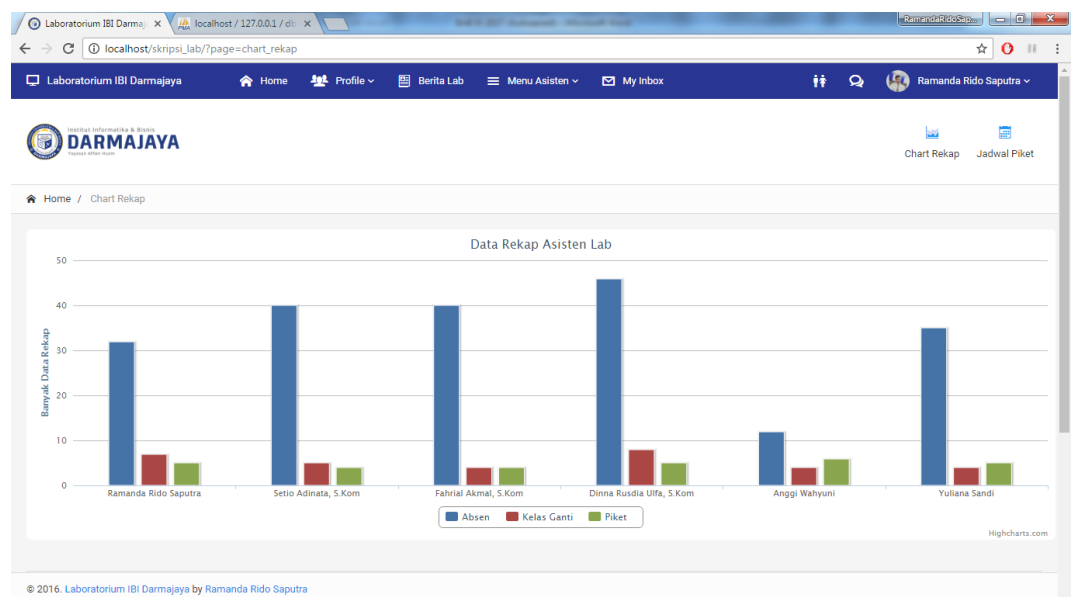 Laboratorium IBI Darmaj
localhost / 127.0.0.1 / db
RamandaRidoSap...
localhost/skripsi_lab/?page=chart_rekap
Laboratorium IBI Darmajaya
Home
Profile
Berita Lab
Menu Asisten
My Inbox
Ramanda Rido Saputra
Institut Informatika & Bisnis
DARMAJAYA
Yayasan Alfian Husin
Chart Rekap
Jadwal Piket
Home / Chart Rekap
Data Rekap Asisten Lab
Banyak Data Rekap
50
40
30
20
10
0
Ramanda Rido Saputra
Setio Adinata, S.Kom
Fahrial Akmal, S.Kom
Dinna Rusdia Ulfa, S.Kom
Anggi Wahyuni
Yuliana Sandi
Absen
Kelas Ganti
Piket
Highcharts.com
© 2016. Laboratorium IBI Darmajaya by Ramanda Rido Saputra